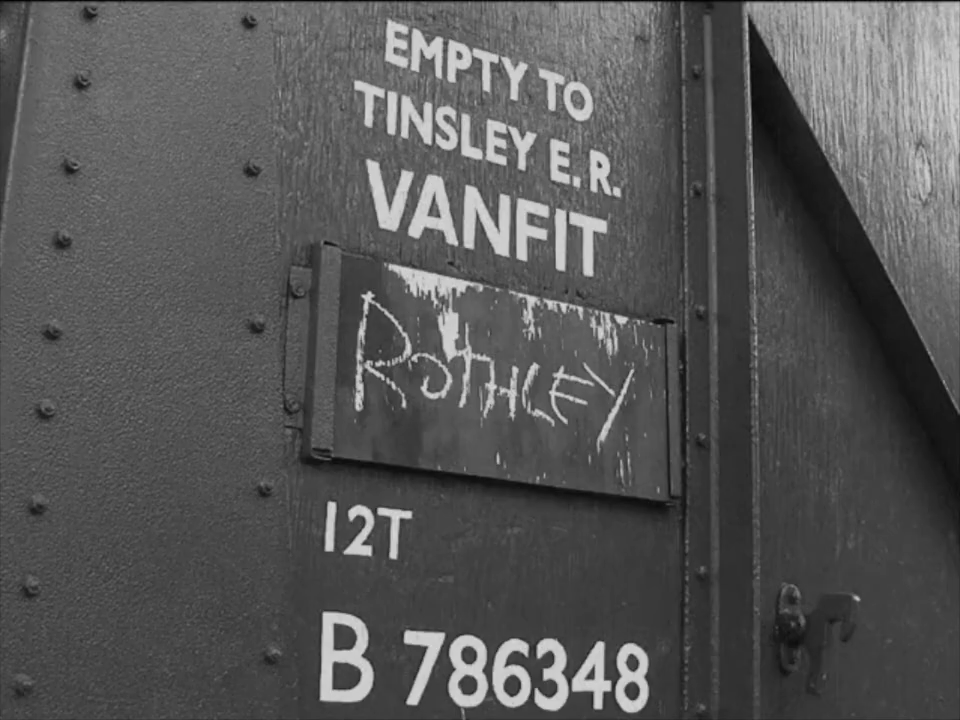 EMPTY TO
TINSLEY E.R.
VANFIT
ROTHLEY
12T
B 786348